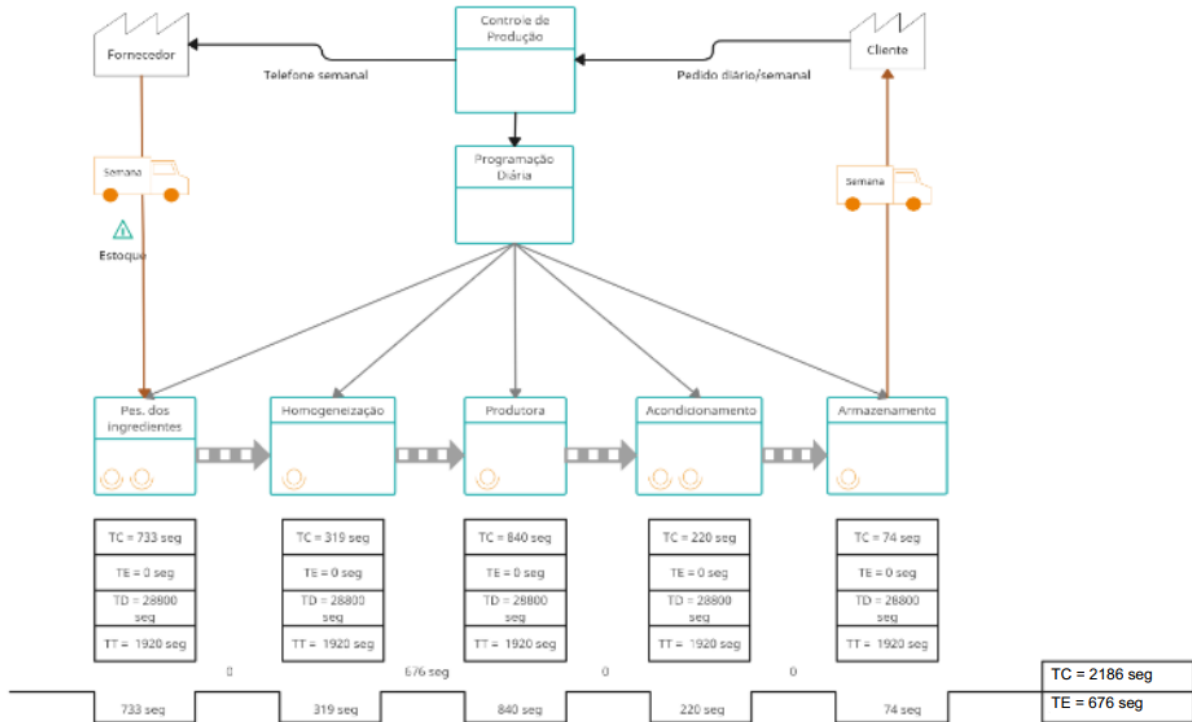 Fornecedor
Controle de
Produção
Cliente
Telefone semanal
Pedido diário/semanal
Programação
Diária
Semana
Semana
Estoque
Pes. dos
ingredientes
Homogeneização
Produtora
Acondicionamento
Armazenamento
TC = 733 seg
TC = 319 seg
TC = 840 seg
TC = 220 seg
TC = 74 seg
TE = 0 seg
TE = 0 seg
TE = 0 seg
TE = 0 seg
TE = 0 seg
TD = 28800
seg
TD = 28800
seg
TD = 28800
seg
TD = 28800
seg
TD = 28800
seg
TT = 1920 seg
TT = 1920 seg
TT = 1920 seg
TT = 1920 seg
TT = 1920 seg
0
676 seg
0
0
TC = 2186 seg
733 seg
319 seg
840 seg
220 seg
74 seg
TE = 676 seg